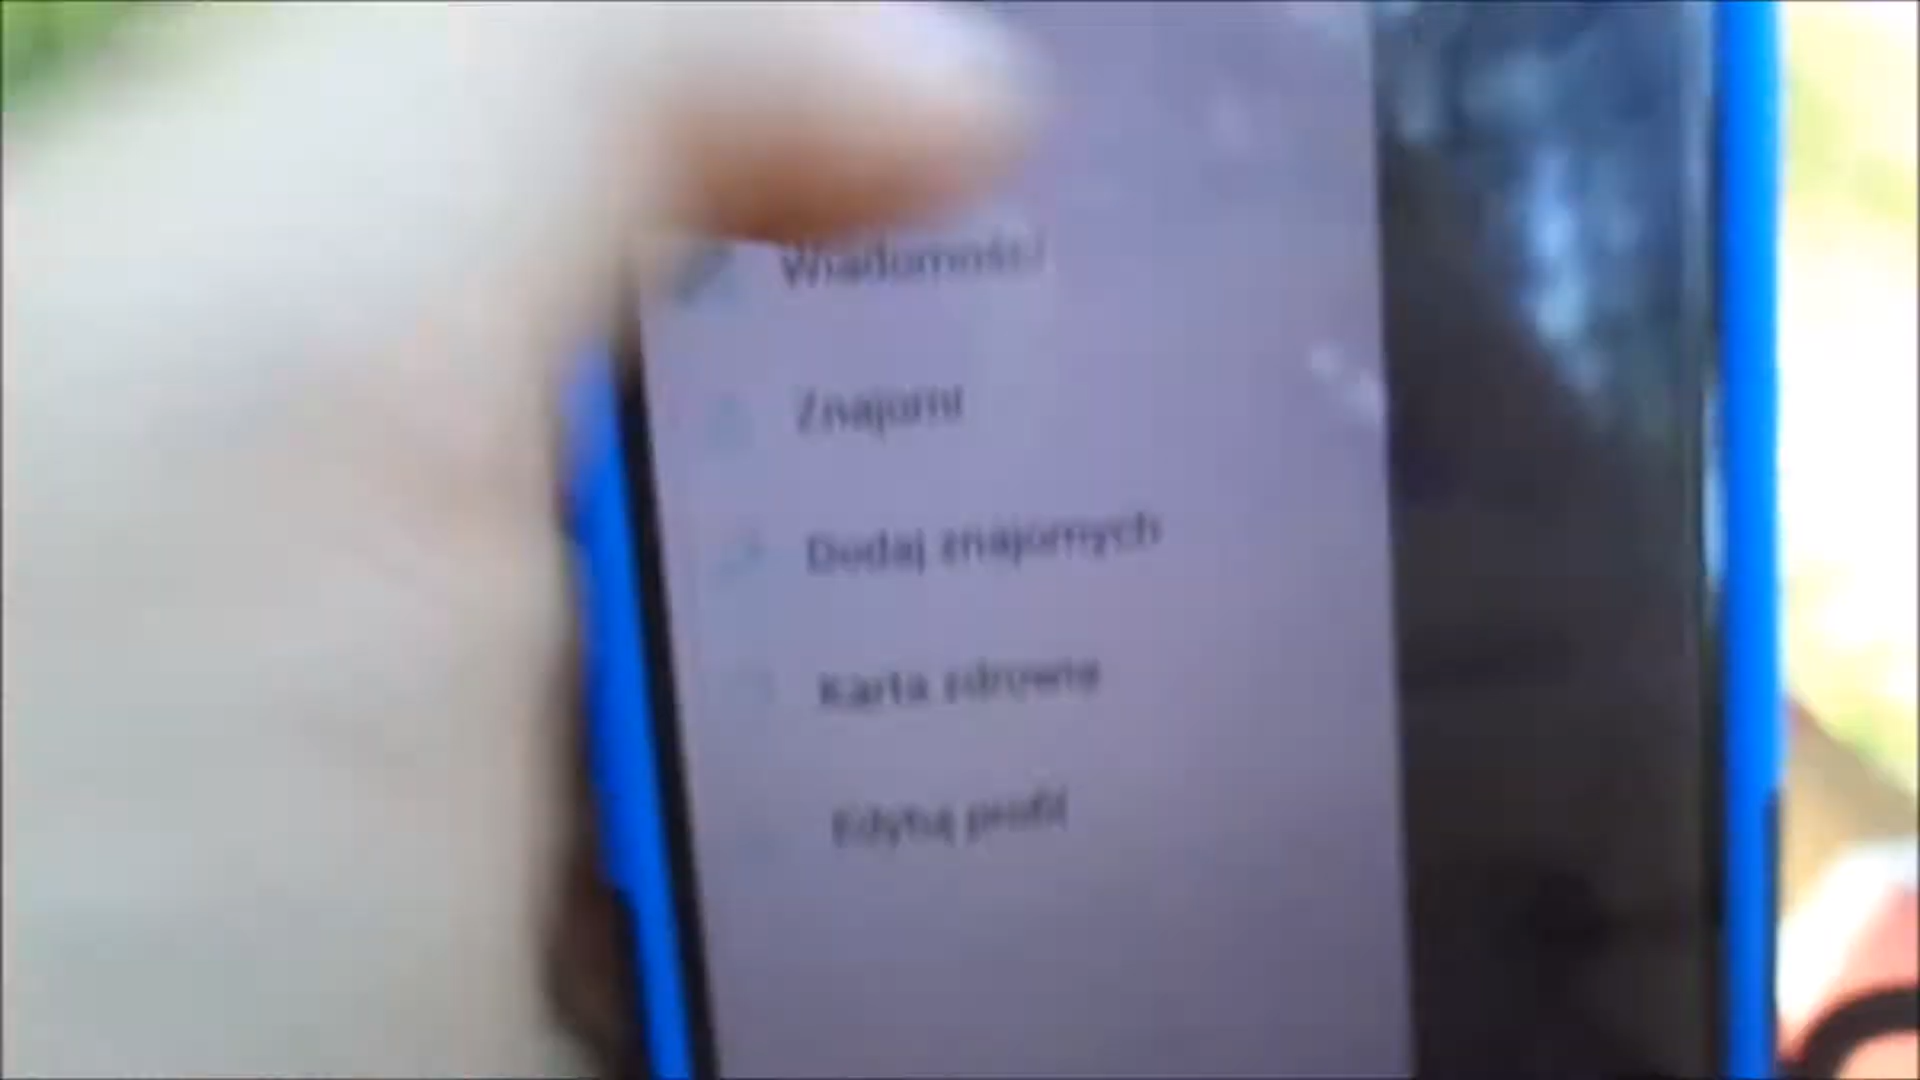 Wiadomości
Znajomi
Dodaj znajomych
Karta zdrowia
Edytuj profil